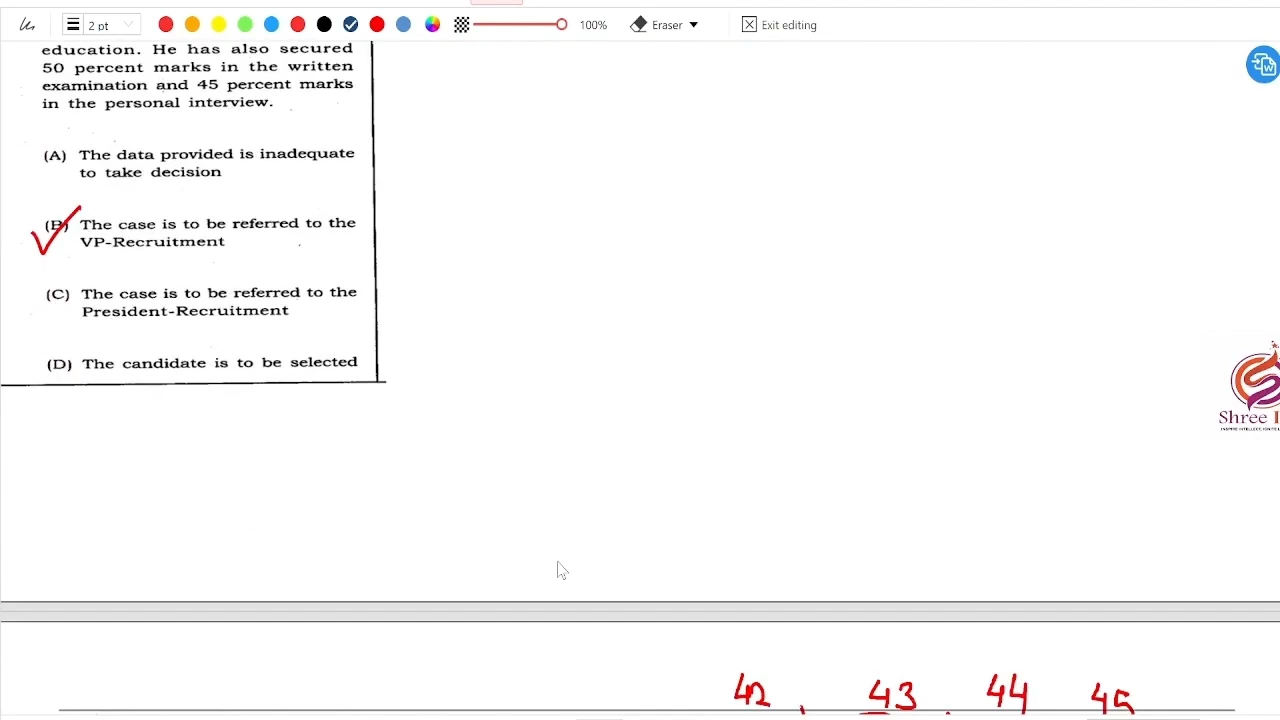 2 pt
100%
Eraser
Exit editing
education. He has also secured
50 percent marks in the written
examination and 45 percent marks
in the personal interview.
(A) The data provided is inadequate
to take decision
(B) The case is to be referred to the
VP-Recruitment
(C) The case is to be referred to the
President-Recruitment
(D) The candidate is to be selected
Shree
42 43 44 45